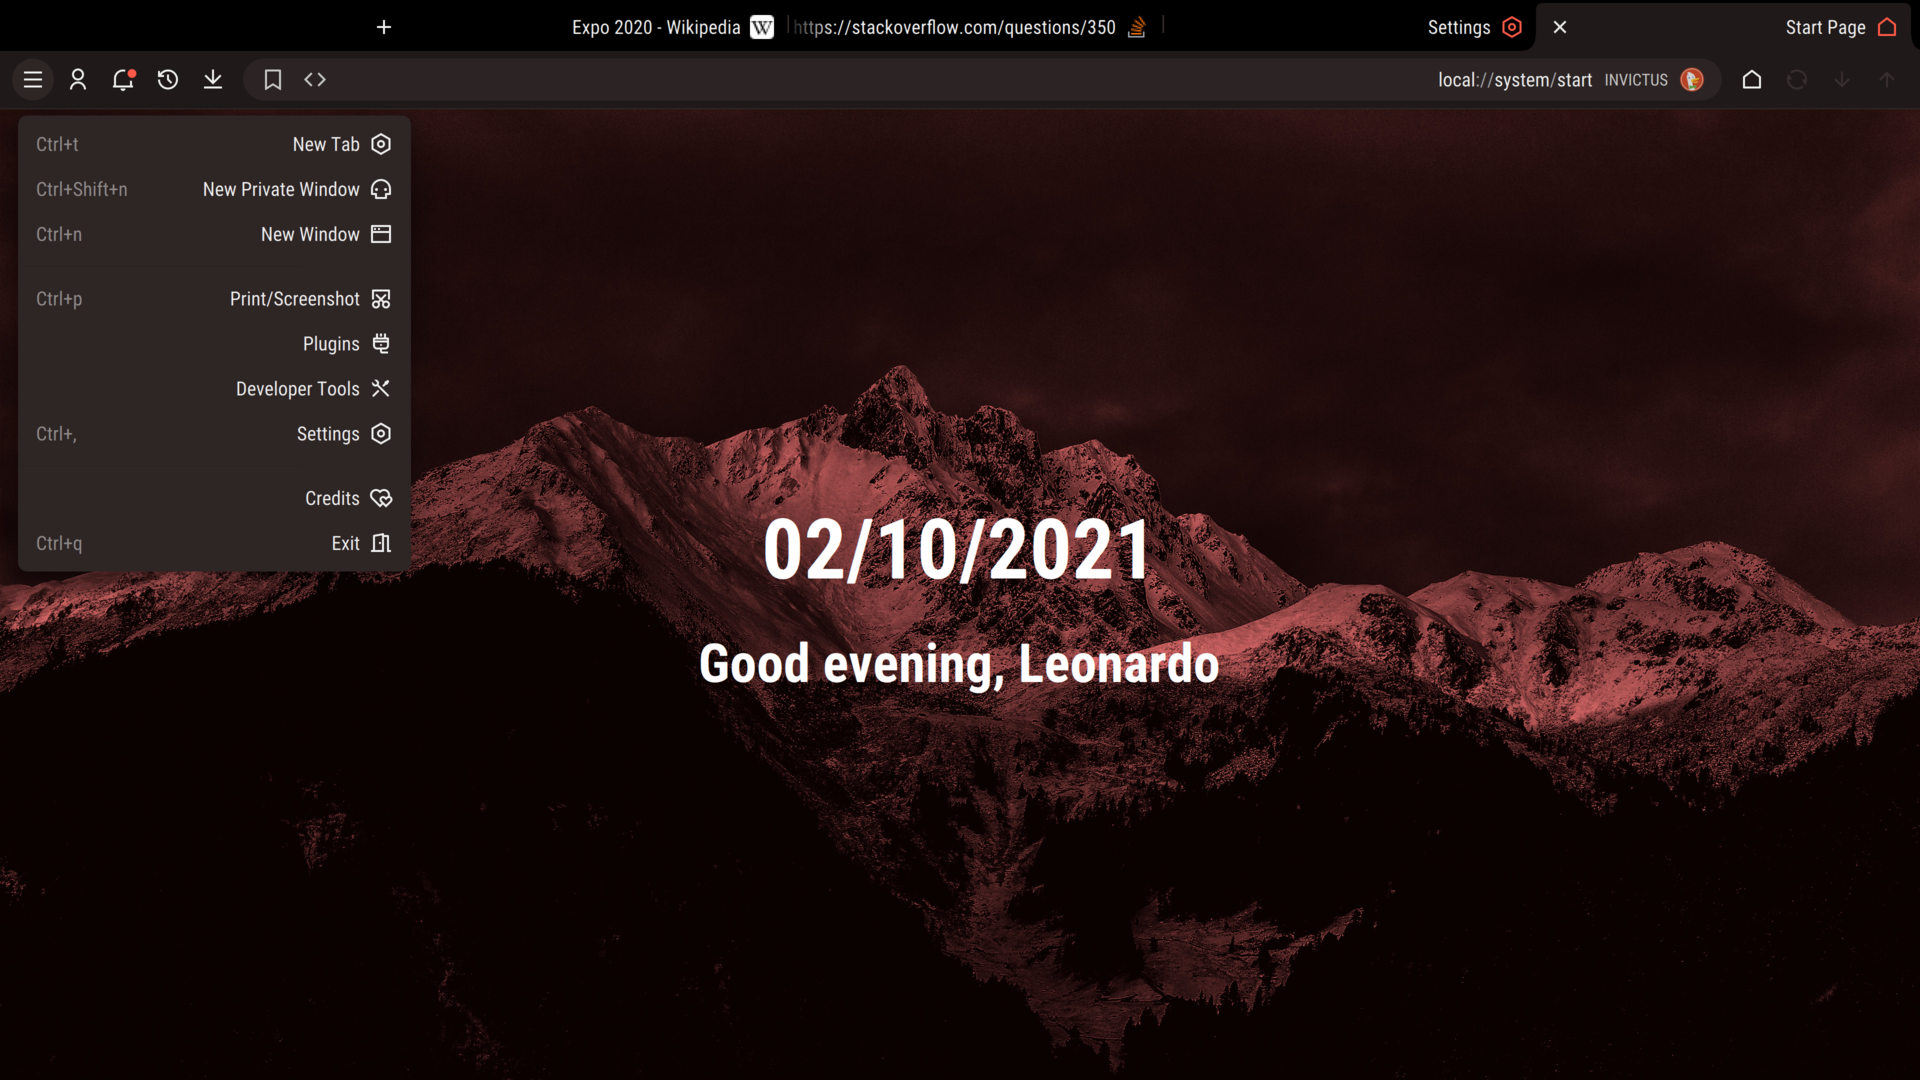 Expo 2020 - Wikipedia
https://stackoverflow.com/questions/350
Settings
Start Page
local://system/start INVICTUS
Ctrl+t New Tab
Ctrl+Shift+n New Private Window
Ctrl+n New Window
Ctrl+p Print/Screenshot
Plugins
Developer Tools
Ctrl+, Settings
Credits
Ctrl+q Exit
02/10/2021
Good evening, Leonardo